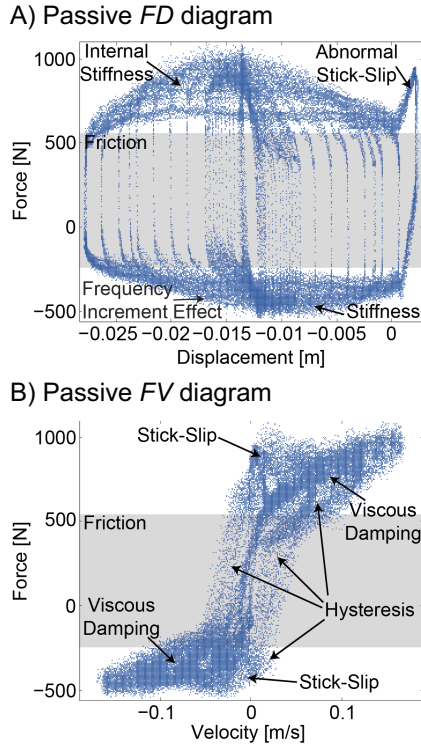 A) Passive FD diagram
Internal
Stiffness
Abnormal
Stick-Slip
1000
500
0
−500
Force [N]
Friction
Frequency
Increment Effect
Stiffness
−0.025
−0.020
−0.015
−0.01
−0.005
0
Displacement [m]
B) Passive FV diagram
Stick-Slip
1000
500
0
−500
Force [N]
Friction
Viscous
Damping
Viscous
Damping
Hysteresis
Stick-Slip
−0.1
0
0.1
Velocity [m/s]